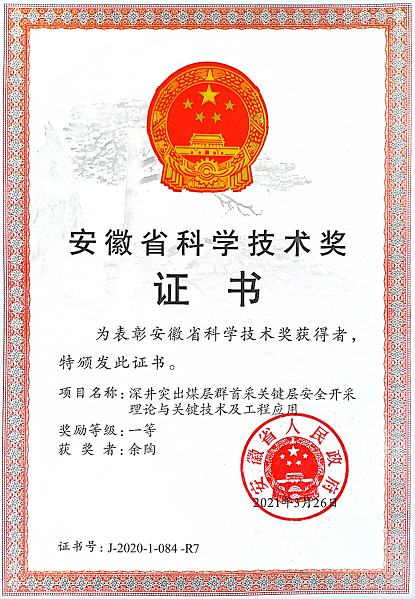 安徽省科学技术奖
证书
为表彰安徽省科学技术奖获得者，
特颁发此证书。
项目名称：深井突出煤层群首采关键层安全开采
理论与关键技术及工程应用
奖励等级：一等
获奖者：余陶
安徽省人民政府
2021年3月26日
证书号：J-2020-1-084 -R7